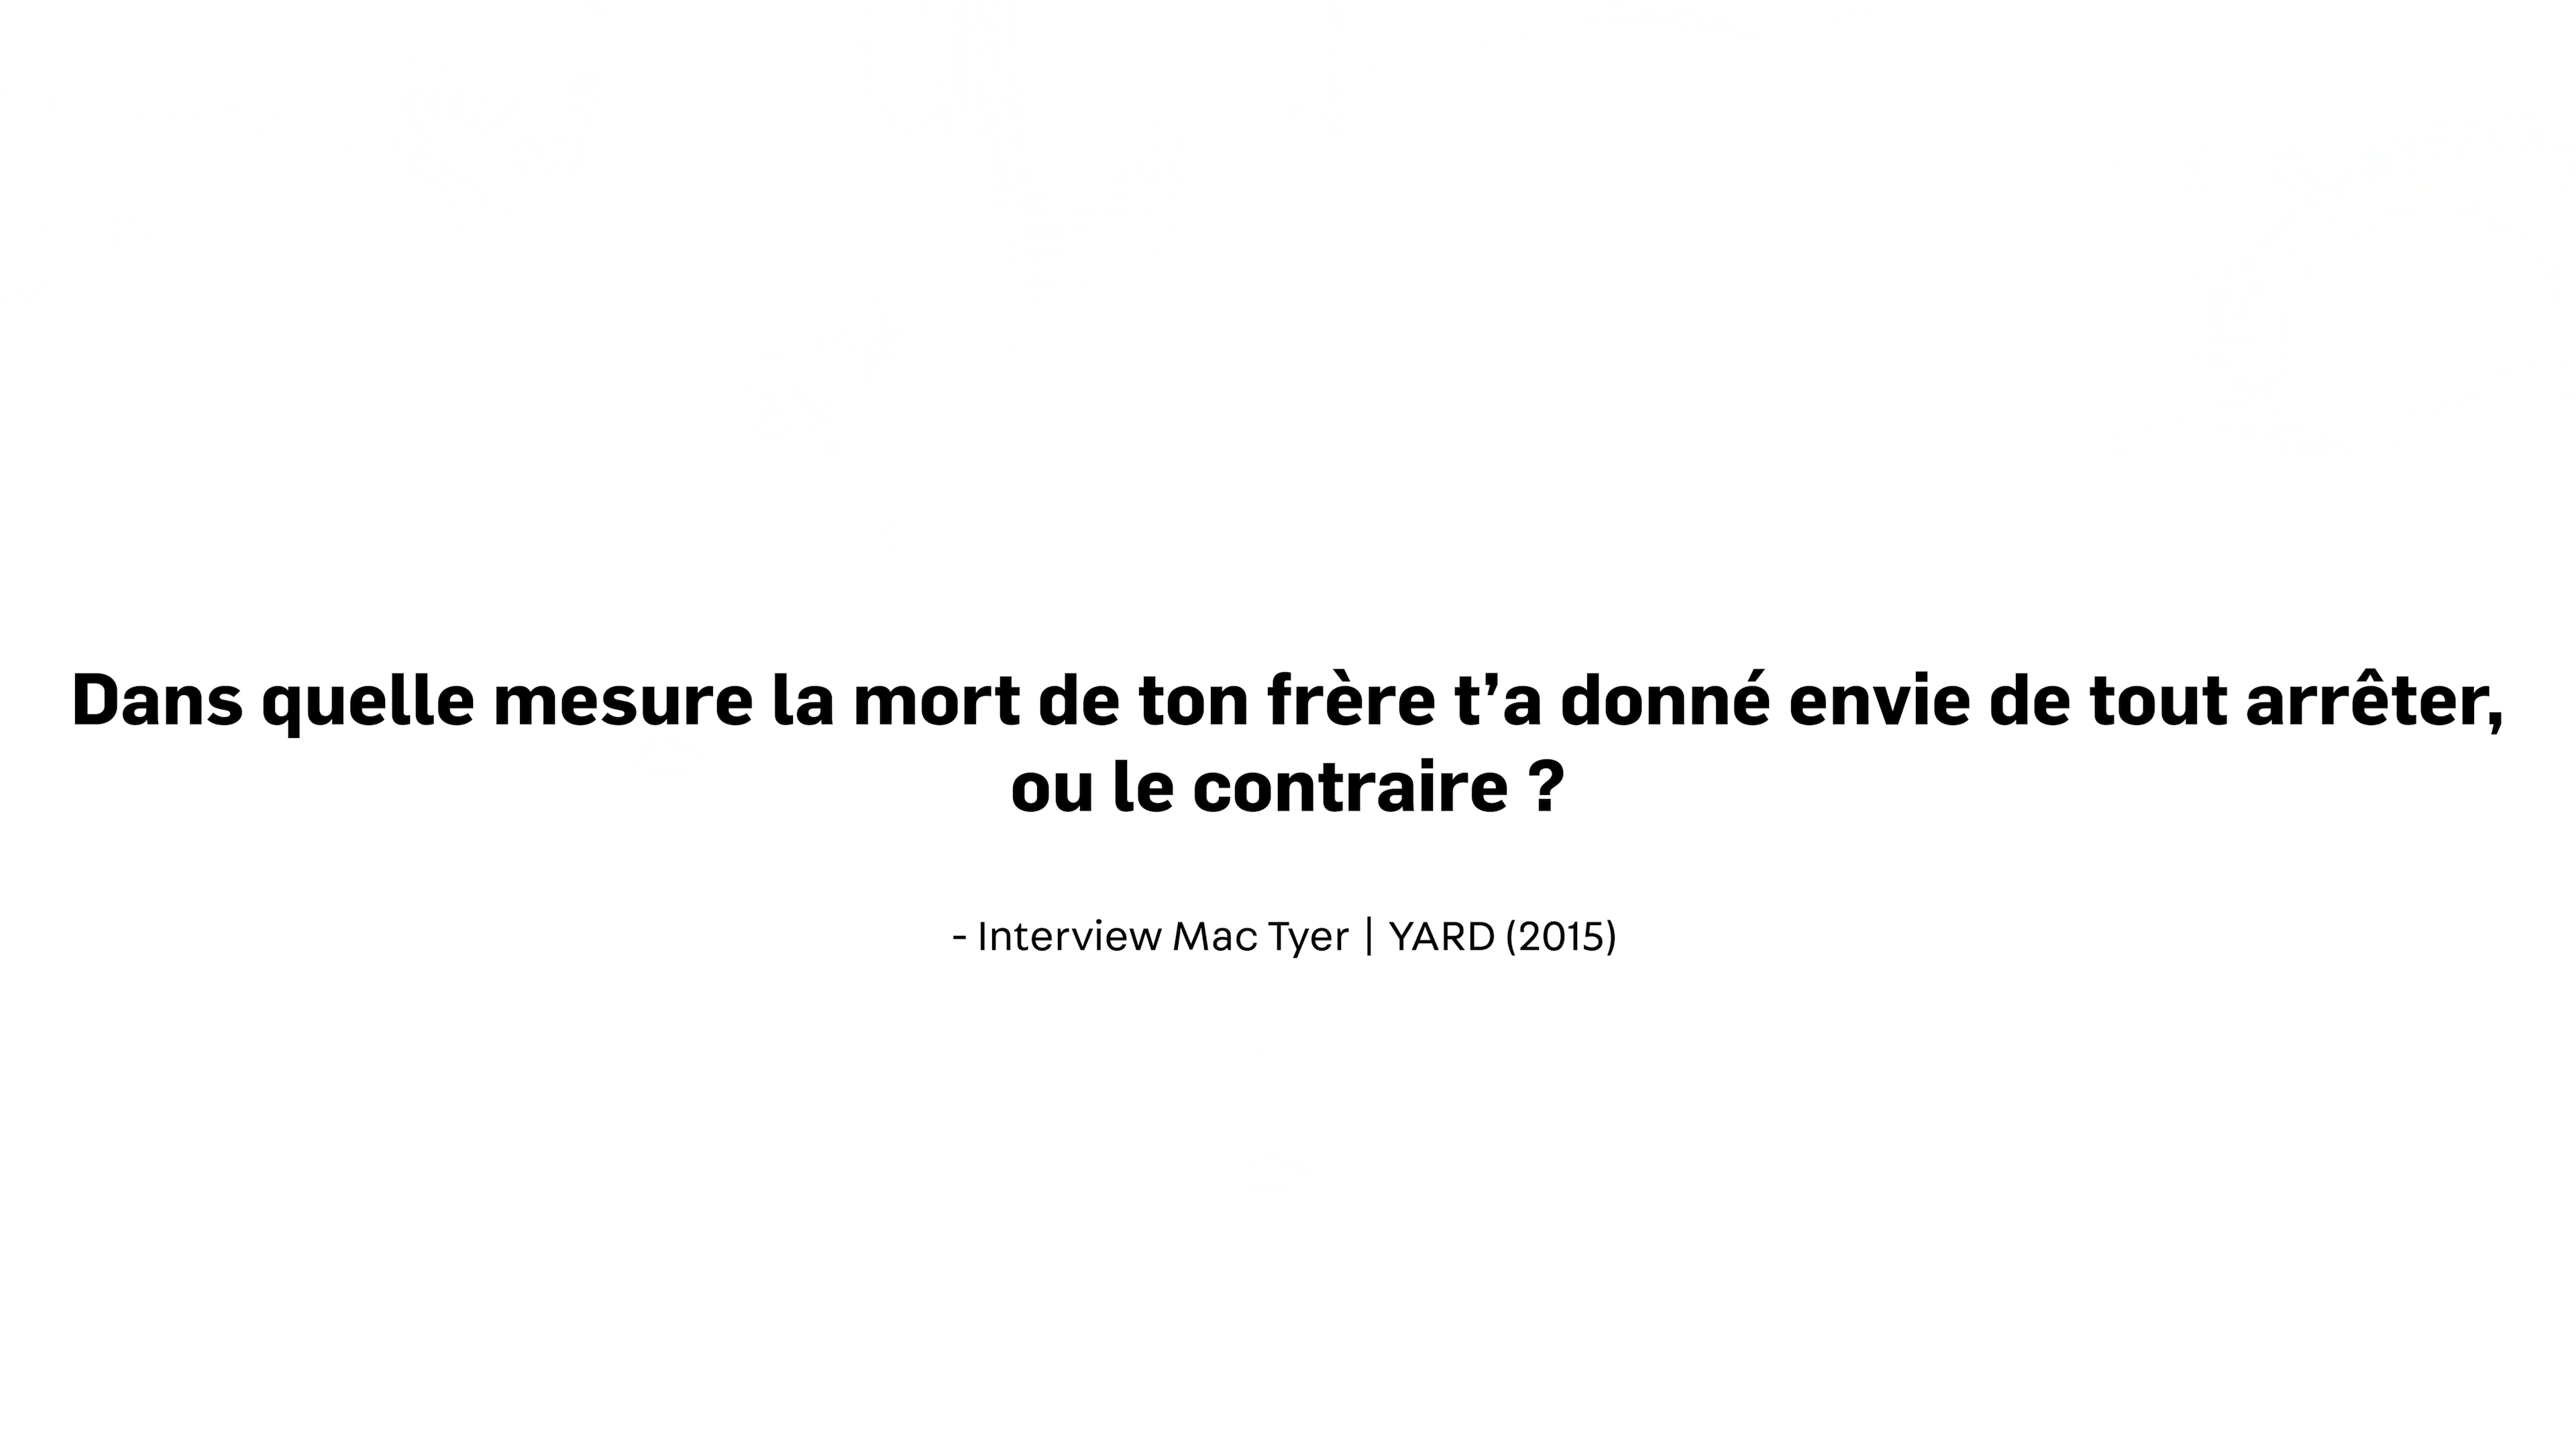 Dans quelle mesure la mort de ton frère t’a donné envie de tout arrêter,
ou le contraire ?
- Interview Mac Tyer | YARD (2015)